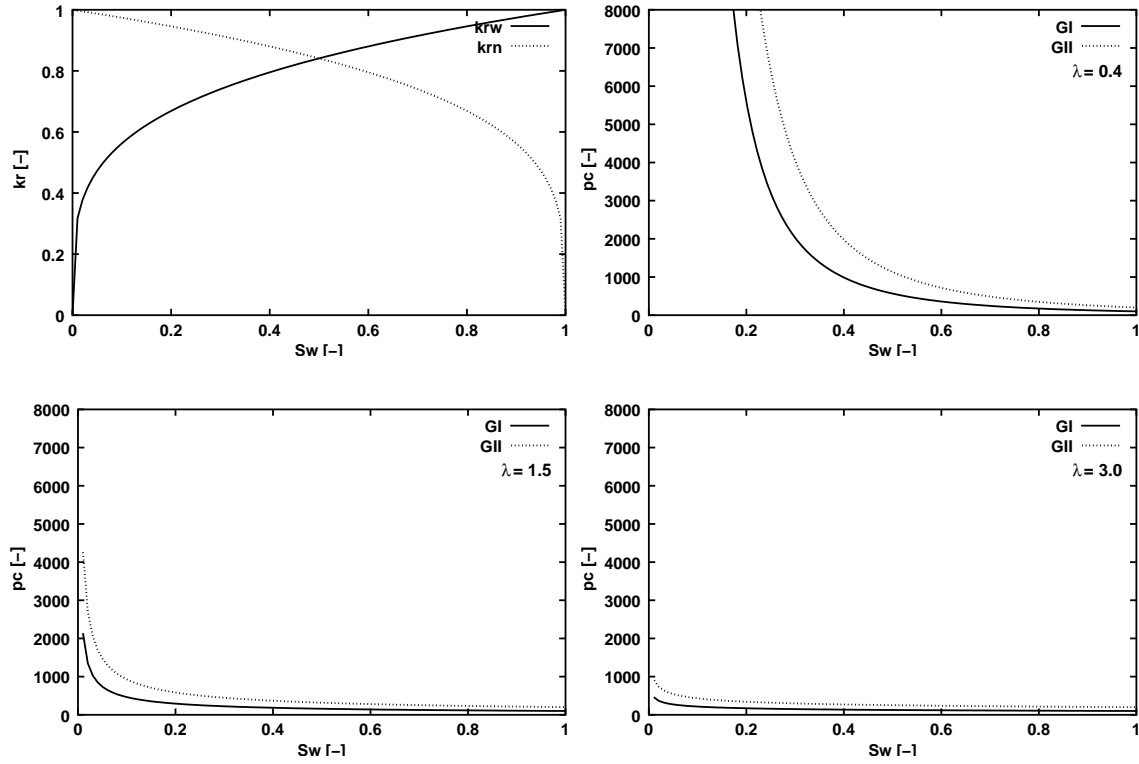 kr [−]
krw
krn
1
0.8
0.6
0.4
0.2
0
0 0.2 0.4 0.6 0.8 1
Sw [−]
pc [−]
GI
GII
λ = 0.4
8000
7000
6000
5000
4000
3000
2000
1000
0
0 0.2 0.4 0.6 0.8 1
Sw [−]
pc [−]
GI
GII
λ = 1.5
8000
7000
6000
5000
4000
3000
2000
1000
0
0 0.2 0.4 0.6 0.8 1
Sw [−]
pc [−]
GI
GII
λ = 3.0
8000
7000
6000
5000
4000
3000
2000
1000
0
0 0.2 0.4 0.6 0.8 1
Sw [−]